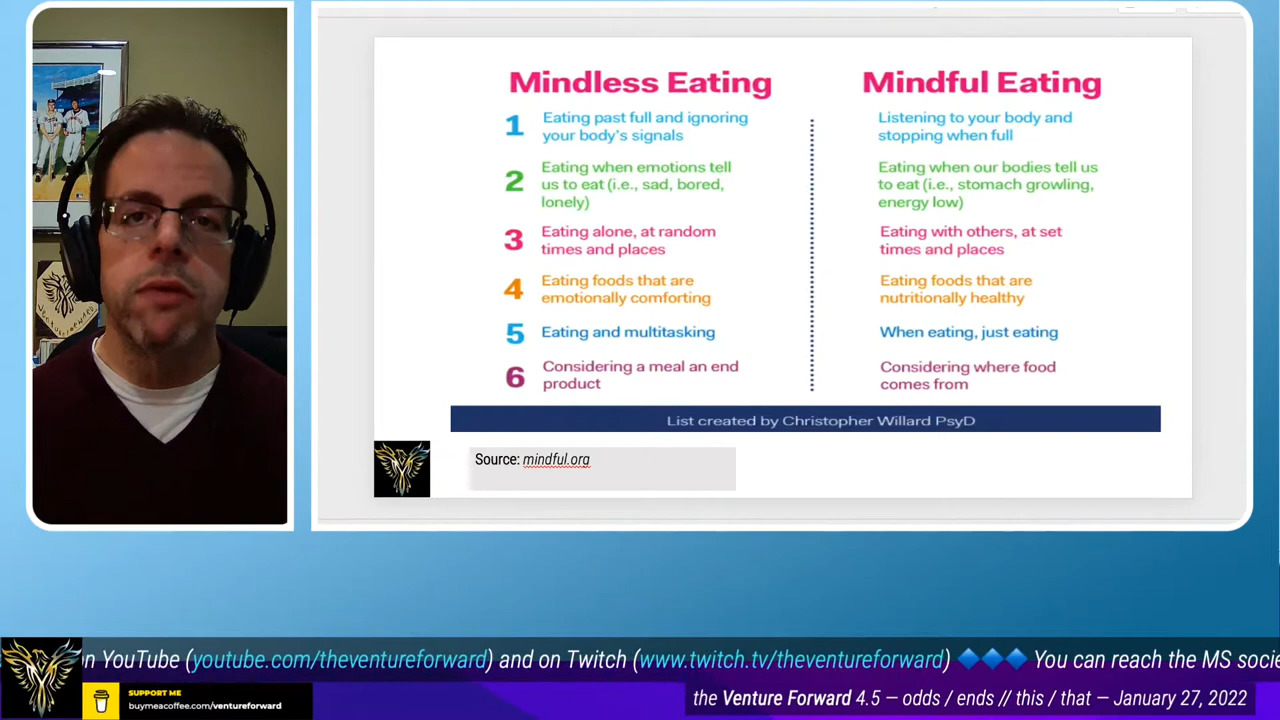 Mindless Eating
Mindful Eating
1
Eating past full and ignoring
your body's signals
Listening to your body and
stopping when full
2
Eating when emotions tell
us to eat (i.e., sad, bored,
lonely)
Eating when our bodies tell us
to eat (i.e., stomach growling,
energy low)
3
Eating alone, at random
times and places
Eating with others, at set
times and places
4
Eating foods that are
emotionally comforting
Eating foods that are
nutritionally healthy
5
Eating and multitasking
When eating, just eating
6
Considering a meal an end
product
Considering where food
comes from
List created by Christopher Willard PsyD
Source: mindful.org
on YouTube (youtube.com/theventureforward) and on Twitch (www.twitch.tv/theventureforward) You can reach the MS
SUPPORT ME
buymeacoffee.com/ventureforward
the Venture Forward 4.5 — odds / ends // this / that — January 27, 2022